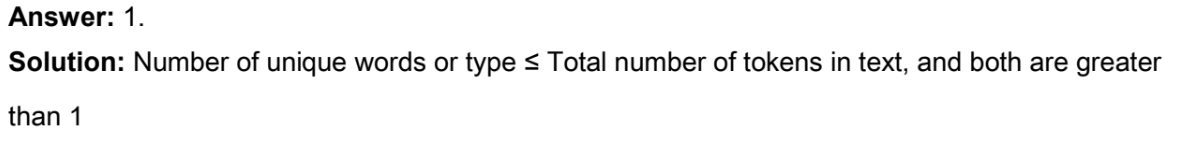 Answer: 1.
Solution: Number of unique words or type ≤ Total number of tokens in text, and both are greater
than 1